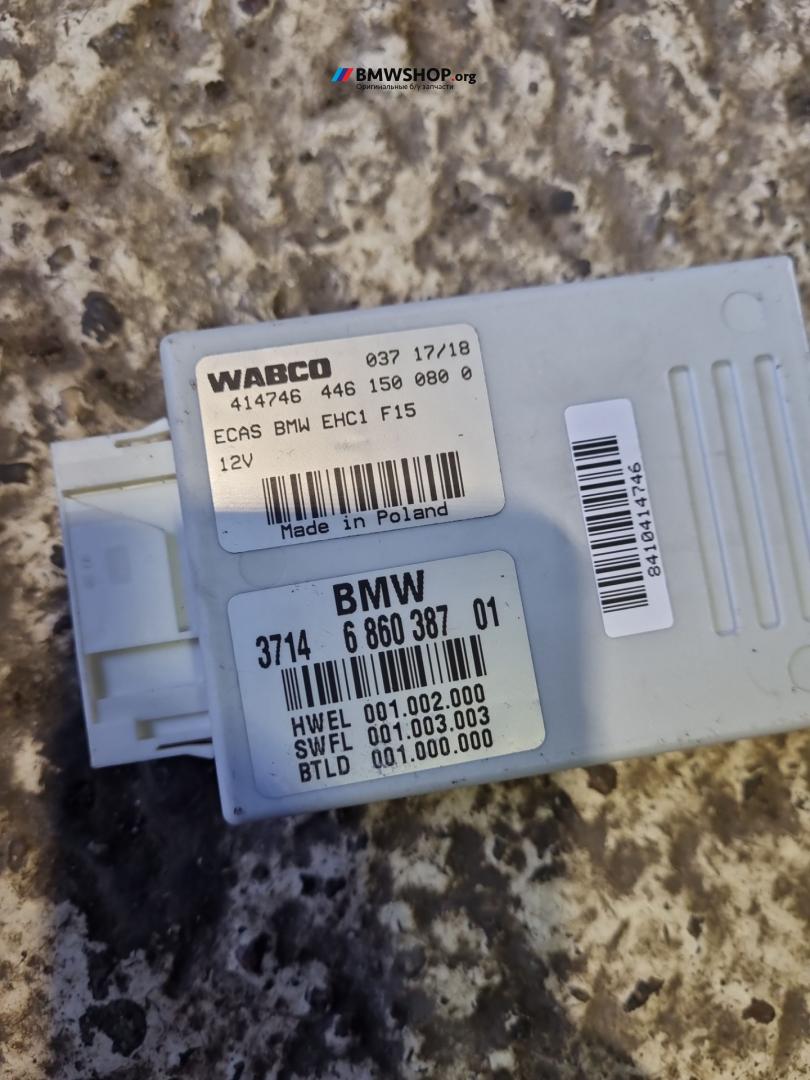 BMWSHOP.org
Оригинальные б/у запчасти
WABCO 037 17/18
414746 446 150 080 0
ECAS BMW EHC1 F15
12V
Made in Poland
8410414746
BMW
3714 6 860 387 01
HWEL 001.002.000
SWFL 001.003.003
BTLD 001.000.000